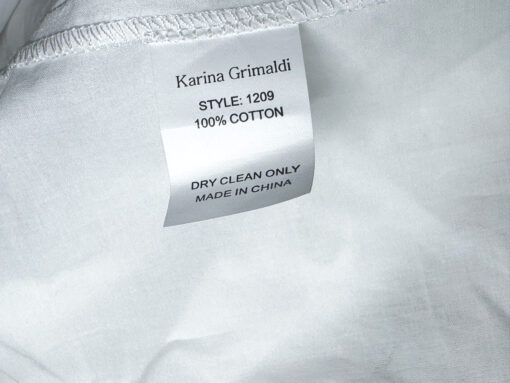 Karina Grimaldi
STYLE: 1209
100% COTTON
DRY CLEAN ONLY
MADE IN CHINA